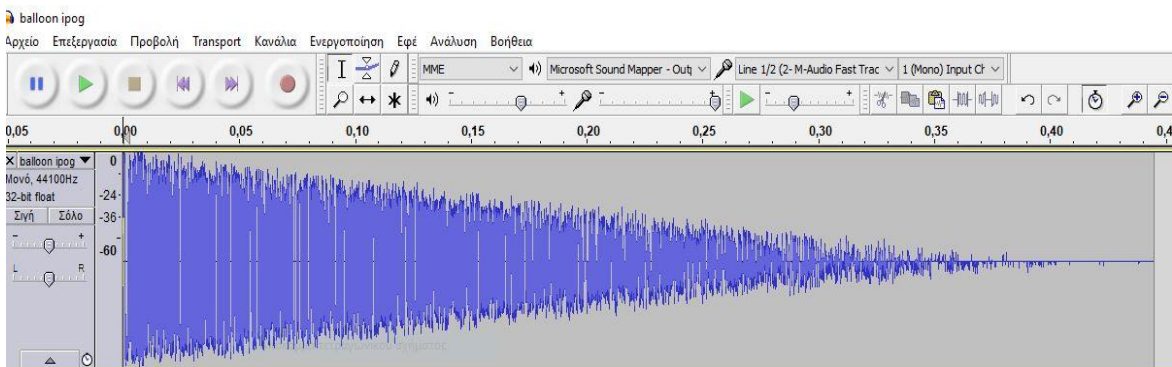 balloon ipog
Αρχείο Επεξεργασία Προβολή Transport Κανάλια Ενεργοποίηση Εφέ Ανάλυση Βοήθεια
MME Microsoft Sound Mapper - Outp Line 1/2 (2- M-Audio Fast Trac 1 (Mono) Input Ch
0,05 0,00 0,05 0,10 0,15 0,20 0,25 0,30 0,35 0,40 0,4
X balloon ipog 0
Μονό, 44100Hz
32-bit float -24
Σιγή Σόλο -36
- + -60
L R